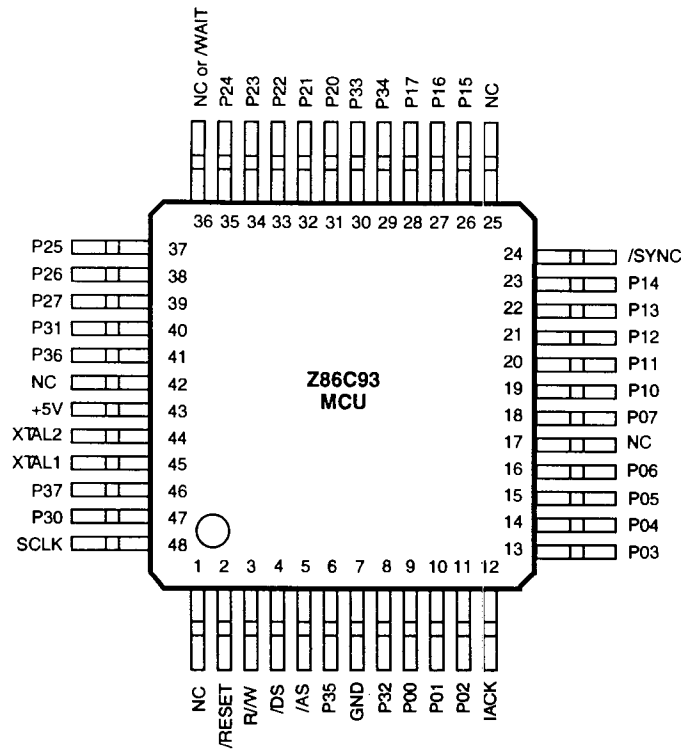 NC or /WAIT
P24
P23
P22
P21
P20
P33
P34
P17
P16
P15
NC
36 35 34 33 32 31 30 29 28 27 26 25
P25 37
P26 38
P27 39
P31 40
P36 41
NC 42
+5V 43
XTAL2 44
XTAL1 45
P37 46
P30 47
SCLK 48
Z86C93
MCU
24 /SYNC
23 P14
22 P13
21 P12
20 P11
19 P10
18 P07
17 NC
16 P06
15 P05
14 P04
13 P03
1 2 3 4 5 6 7 8 9 10 11 12
NC
/RESET
R//W
/DS
/AS
P35
GND
P32
P00
P01
P02
IACK